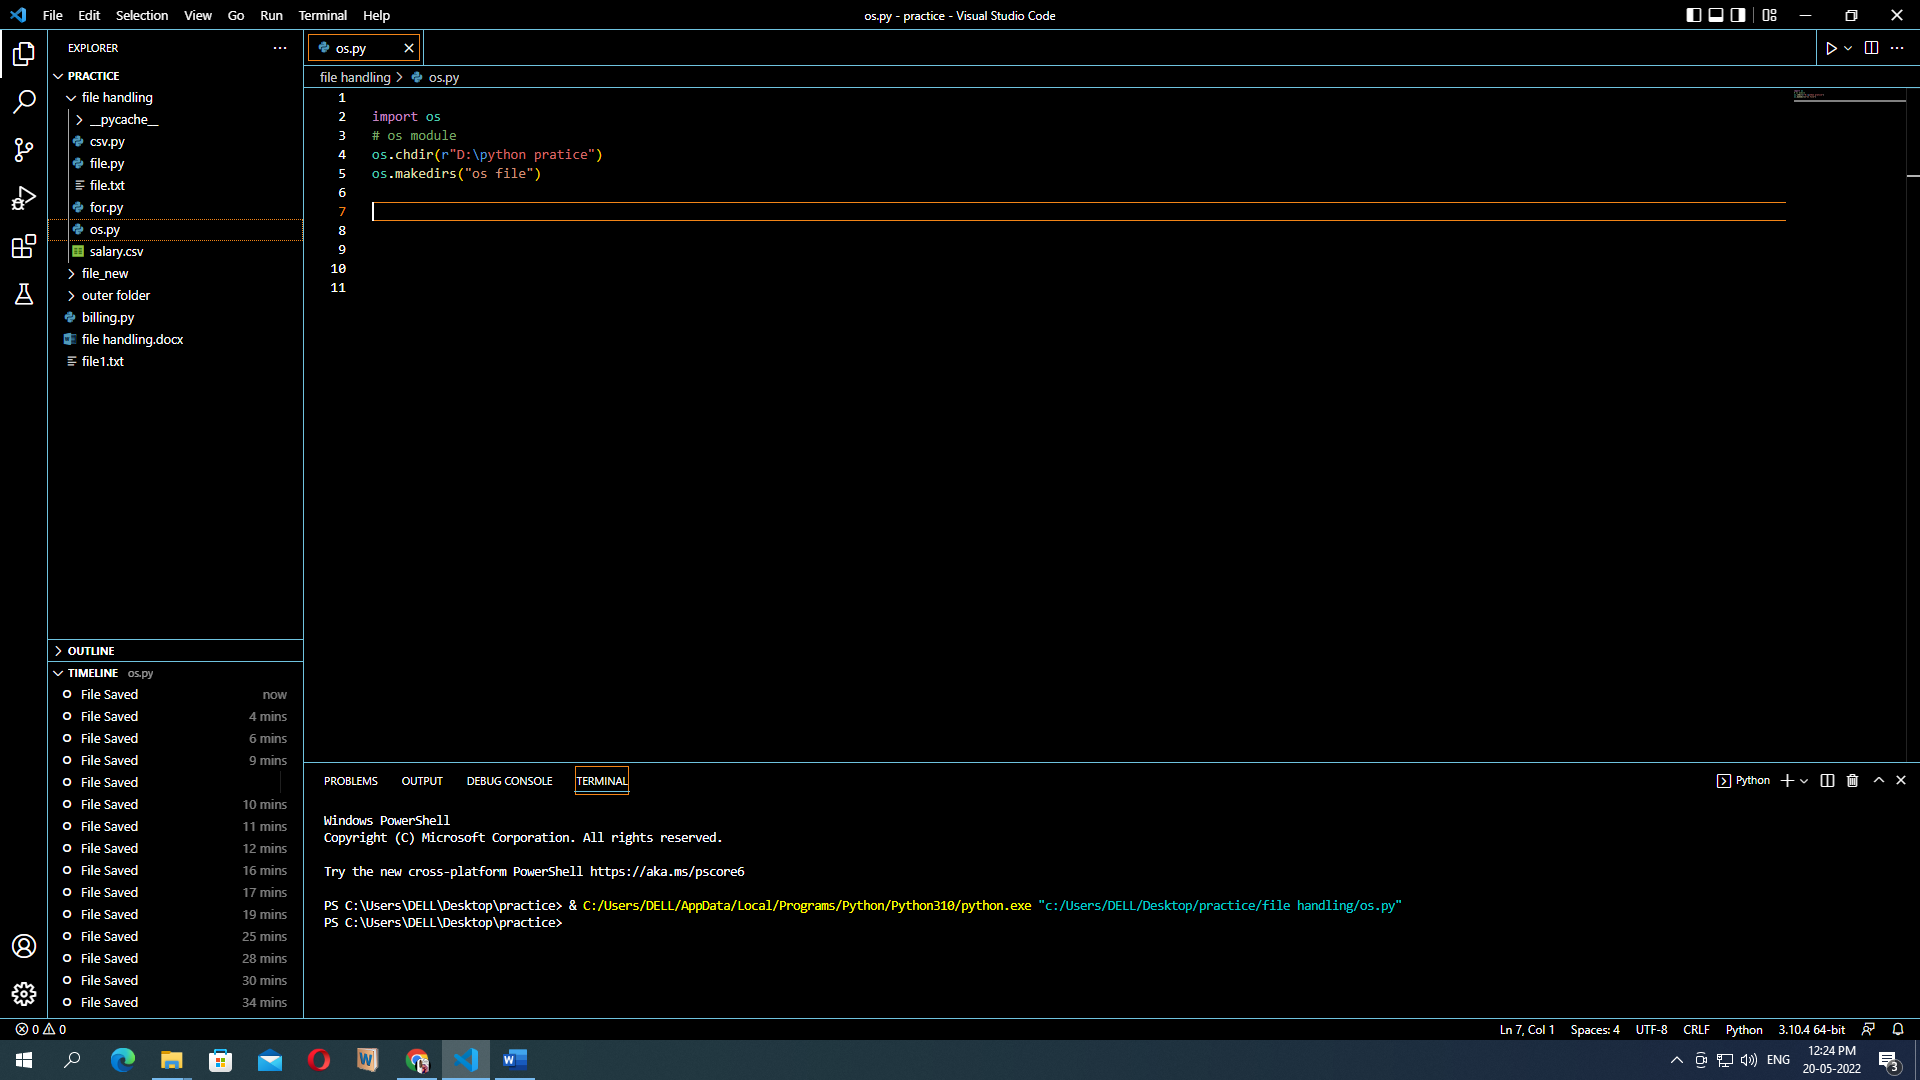 File Edit Selection View Go Run Terminal Help
os.py - practice - Visual Studio Code
EXPLORER
PRACTICE
file handling
__pycache__
csv.py
file.py
file.txt
for.py
os.py
salary.csv
file_new
outer folder
billing.py
file handling.docx
file1.txt
OUTLINE
TIMELINE os.py
File Saved now
File Saved 4 mins
File Saved 6 mins
File Saved 9 mins
File Saved
File Saved 10 mins
File Saved 11 mins
File Saved 12 mins
File Saved 16 mins
File Saved 17 mins
File Saved 19 mins
File Saved 25 mins
File Saved 28 mins
File Saved 30 mins
File Saved 34 mins
os.py
file handling > os.py
1
2 import os
3 # os module
4 os.chdir(r"D:\python pratice")
5 os.makedirs("os file")
6
7
8
9
10
11
PROBLEMS OUTPUT DEBUG CONSOLE TERMINAL
Python
Windows PowerShell
Copyright (C) Microsoft Corporation. All rights reserved.
Try the new cross-platform PowerShell https://aka.ms/pscore6
PS C:\Users\DELL\Desktop\practice> & C:/Users/DELL/AppData/Local/Programs/Python/Python310/python.exe "c:/Users/DELL/Desktop/practice/file handling/os.py"
PS C:\Users\DELL\Desktop\practice>
0 0
Ln 7, Col 1 Spaces: 4 UTF-8 CRLF Python 3.10.4 64-bit
ENG
12:24 PM
20-05-2022
3